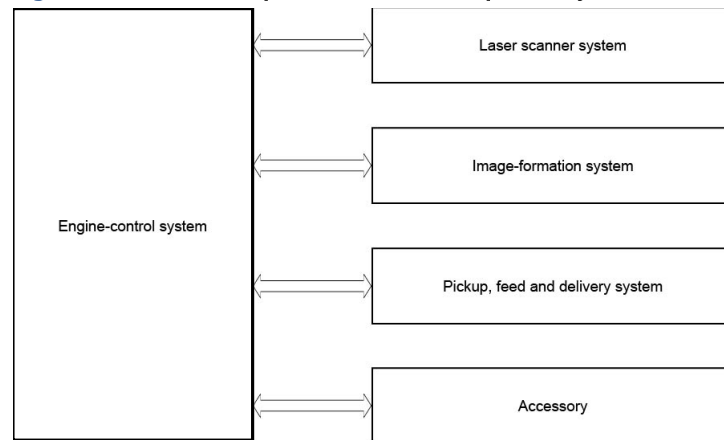 Laser scanner system
Image-formation system
Engine-control system
Pickup, feed and delivery system
Accessory